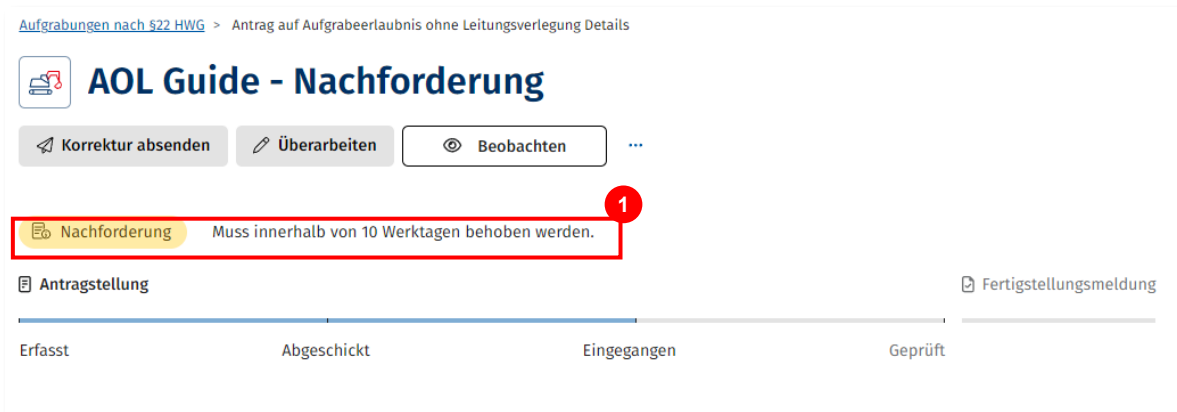 Aufgrabungen nach §22 HWG > Antrag auf Aufgrabeerlaubnis ohne Leitungsverlegung Details
AOL Guide - Nachforderung
Korrektur absenden Überarbeiten Beobachten ...
1
Nachforderung Muss innerhalb von 10 Werktagen behoben werden.
Antragstellung Fertigstellungsmeldung
Erfasst Abgeschickt Eingegangen Geprüft